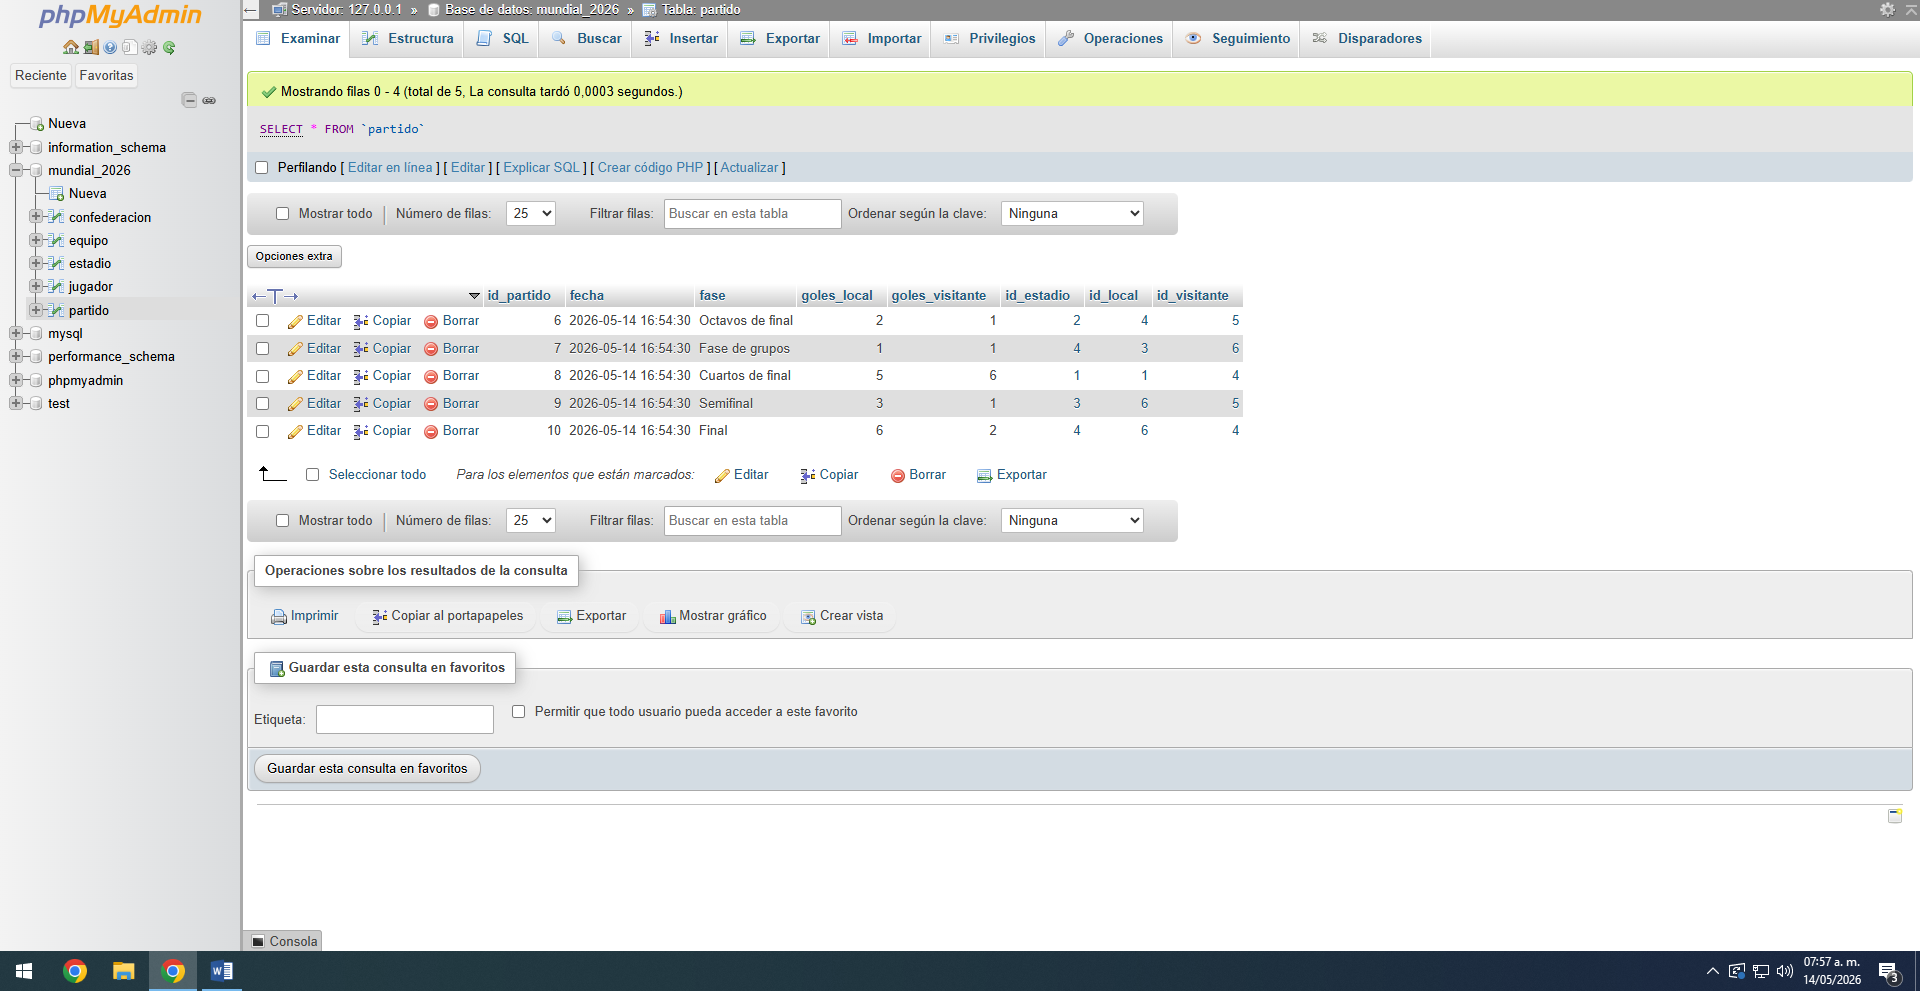 phpMyAdmin
Reciente Favoritas
Nueva
information_schema
mundial_2026
Nueva
confederacion
equipo
estadio
jugador
partido
mysql
performance_schema
phpmyadmin
test
Servidor: 127.0.0.1 » Base de datos: mundial_2026 » Tabla: partido
Examinar Estructura SQL Buscar Insertar Exportar Importar Privilegios Operaciones Seguimiento Disparadores
Mostrando filas 0 - 4 (total de 5, La consulta tardó 0,0003 segundos.)
SELECT * FROM `partido`
Perfilando [ Editar en línea ] [ Editar ] [ Explicar SQL ] [ Crear código PHP ] [ Actualizar ]
Mostrar todo | Número de filas: 25 Filtrar filas: Buscar en esta tabla Ordenar según la clave: Ninguna
Opciones extra
←T→ id_partido fecha fase goles_local goles_visitante id_estadio id_local id_visitante
Editar Copiar Borrar 6 2026-05-14 16:54:30 Octavos de final 2 1 2 4 5
Editar Copiar Borrar 7 2026-05-14 16:54:30 Fase de grupos 1 1 4 3 6
Editar Copiar Borrar 8 2026-05-14 16:54:30 Cuartos de final 5 6 1 1 4
Editar Copiar Borrar 9 2026-05-14 16:54:30 Semifinal 3 1 3 6 5
Editar Copiar Borrar 10 2026-05-14 16:54:30 Final 6 2 4 6 4
Seleccionar todo Para los elementos que están marcados: Editar Copiar Borrar Exportar
Mostrar todo | Número de filas: 25 Filtrar filas: Buscar en esta tabla Ordenar según la clave: Ninguna
Operaciones sobre los resultados de la consulta
Imprimir Copiar al portapapeles Exportar Mostrar gráfico Crear vista
Guardar esta consulta en favoritos
Etiqueta: Permitir que todo usuario pueda acceder a este favorito
Guardar esta consulta en favoritos
Consola
07:57 a. m.
14/05/2026
3